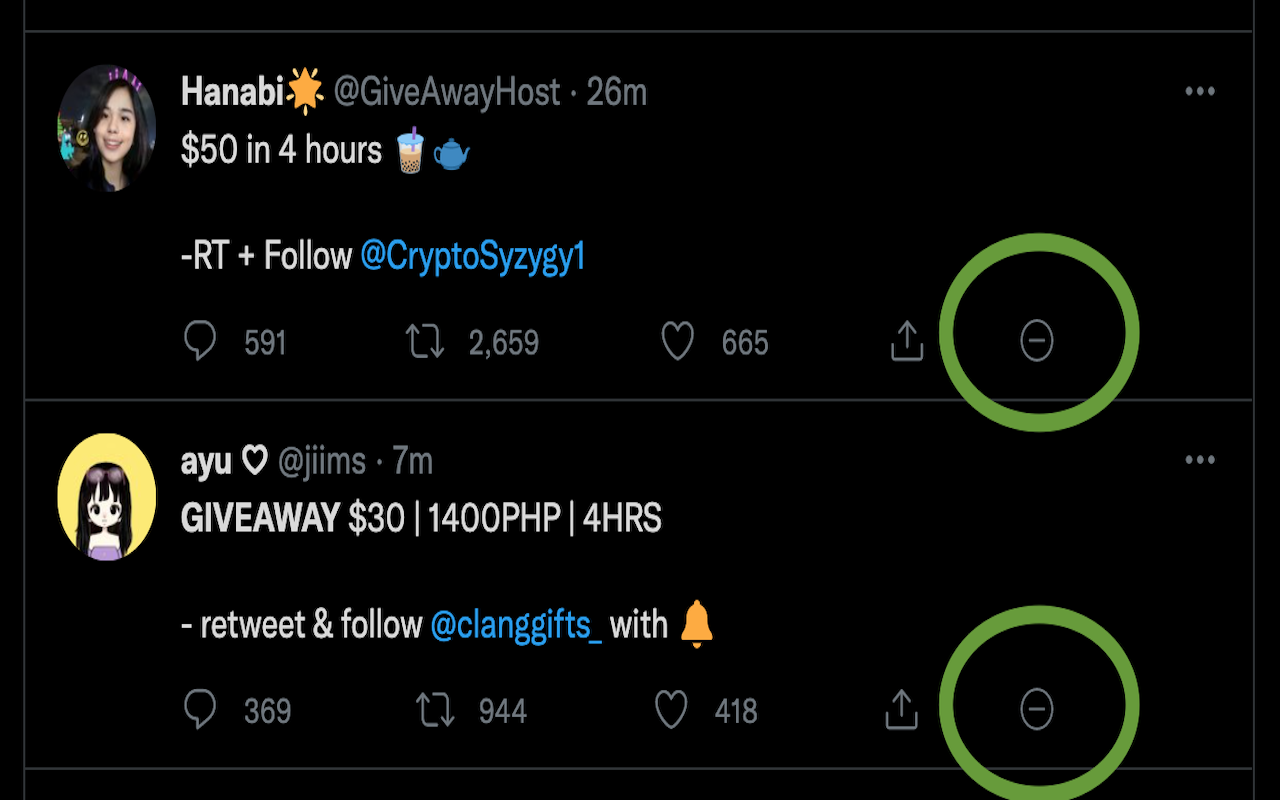 Hanabi🌟 @GiveAwayHost · 26m
$50 in 4 hours 🧋🫖
-RT + Follow @CryptoSyzygy1
591 2,659 665
ayu ♡ @jiims · 7m
GIVEAWAY $30 | 1400PHP | 4HRS
- retweet & follow @clanggifts_ with 🔔
369 944 418